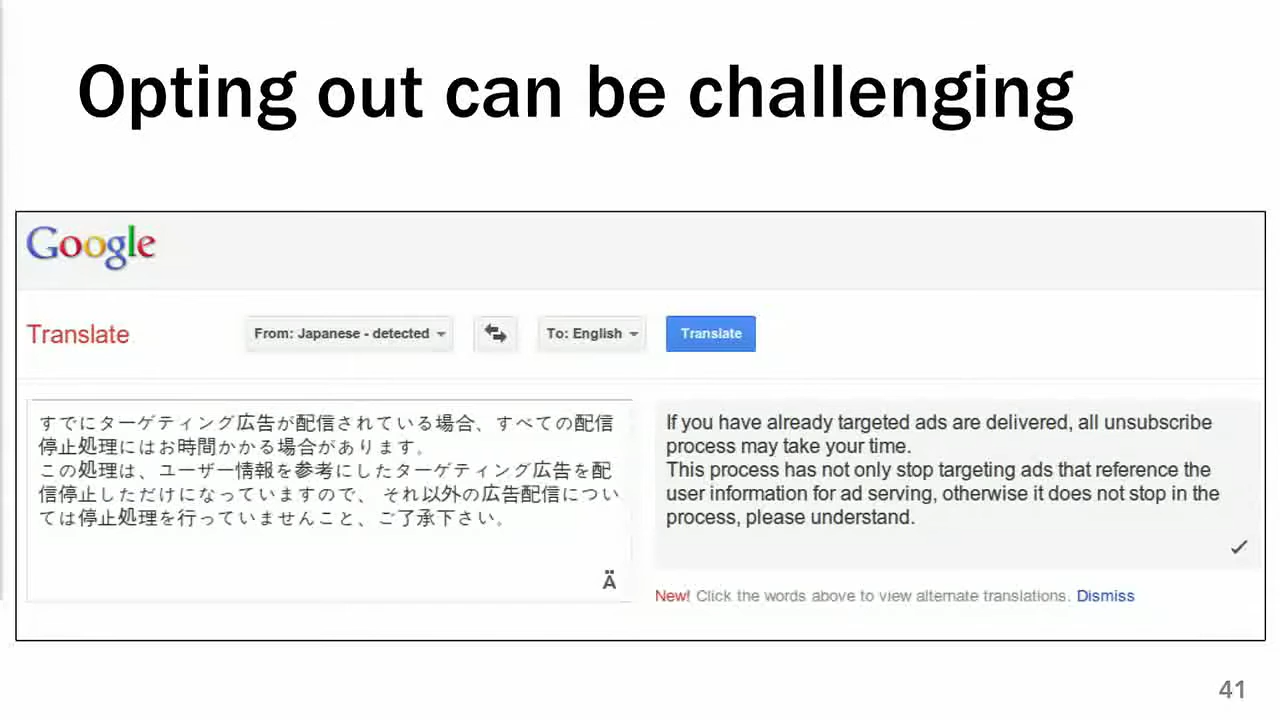 Opting out can be challenging
Google
Translate
From: Japanese - detected
To: English
Translate
すでにターゲティング広告が配信されている場合、すべての配信
停止処理にはお時間かかる場合があります。
この処理は、ユーザー情報を参考にしたターゲティング広告を配
信停止しただけになっていますので、 それ以外の広告配信につい
ては停止処理を行っていませんこと、ご了承下さい。
Ä
If you have already targeted ads are delivered, all unsubscribe
process may take your time.
This process has not only stop targeting ads that reference the
user information for ad serving, otherwise it does not stop in the
process, please understand.
New! Click the words above to view alternate translations. Dismiss
41